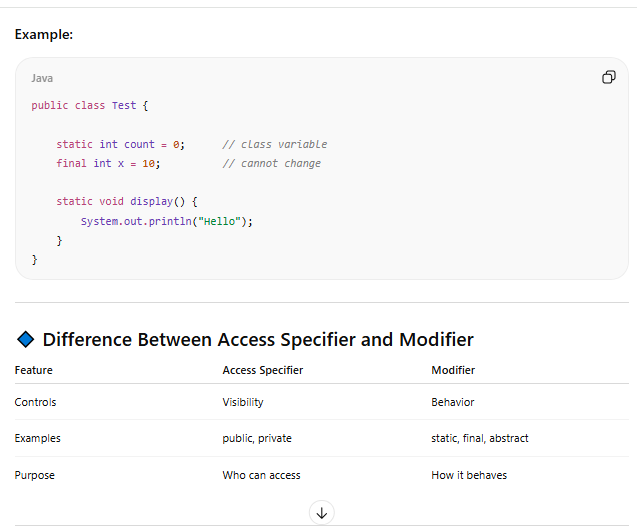 Example:
Java
public class Test {
static int count = 0; // class variable
final int x = 10; // cannot change
static void display() {
System.out.println("Hello");
}
}
Difference Between Access Specifier and Modifier
Feature Access Specifier Modifier
Controls Visibility Behavior
Examples public, private static, final, abstract
Purpose Who can access How it behaves